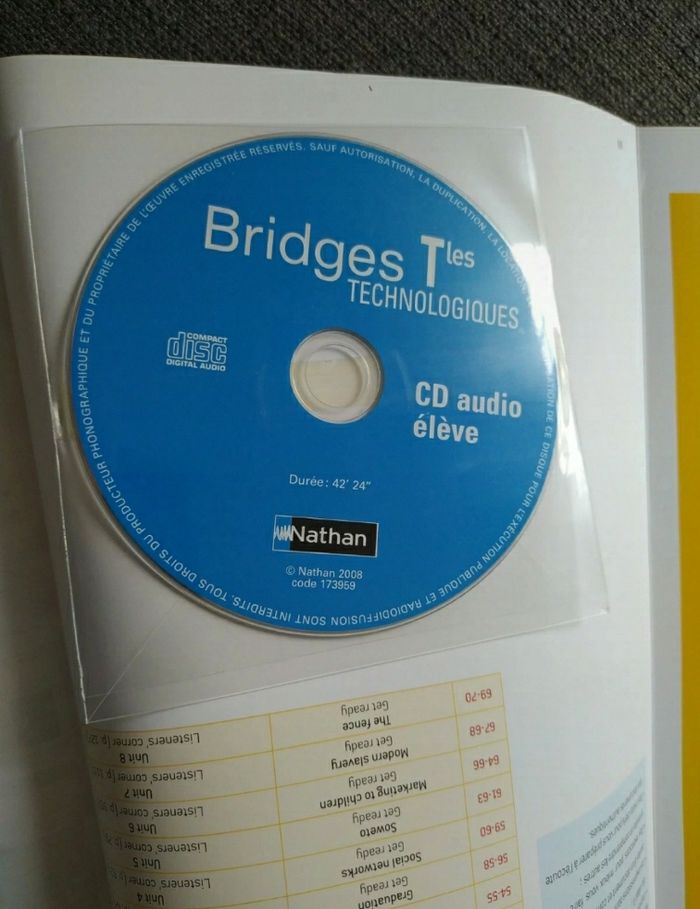 TOUS DROITS DU PRODUCTEUR PHONOGRAPHIQUE ET DU PROPRIÉTAIRE DE L'ŒUVRE ENREGISTRÉE RÉSERVÉS. SAUF AUTORISATION, LA DUPLICATION, LA LOCATION DE CE DISQUE POUR L'EXÉCUTION PUBLIQUE ET RADIODIFFUSION SONT INTERDITS.
Bridges Tles
TECHNOLOGIQUES
COMPACT
disc
DIGITAL AUDIO
CD audio
élève
Durée : 42' 24"
Nathan
© Nathan 2008
code 173959
54-55
Graduation
Get ready
Unit 4
Listeners' corner (p
56-58
Social networks
Get ready
Unit 5
Listeners' corner (p
59-60
Soweto
Get ready
Unit 6
Listeners' corner (p
61-63
Marketing to children
Get ready
Unit 7
Listeners' corner (p
64-66
Modern slavery
Get ready
Unit 8
Listeners' corner (p
67-68
The fence
Get ready
69-70